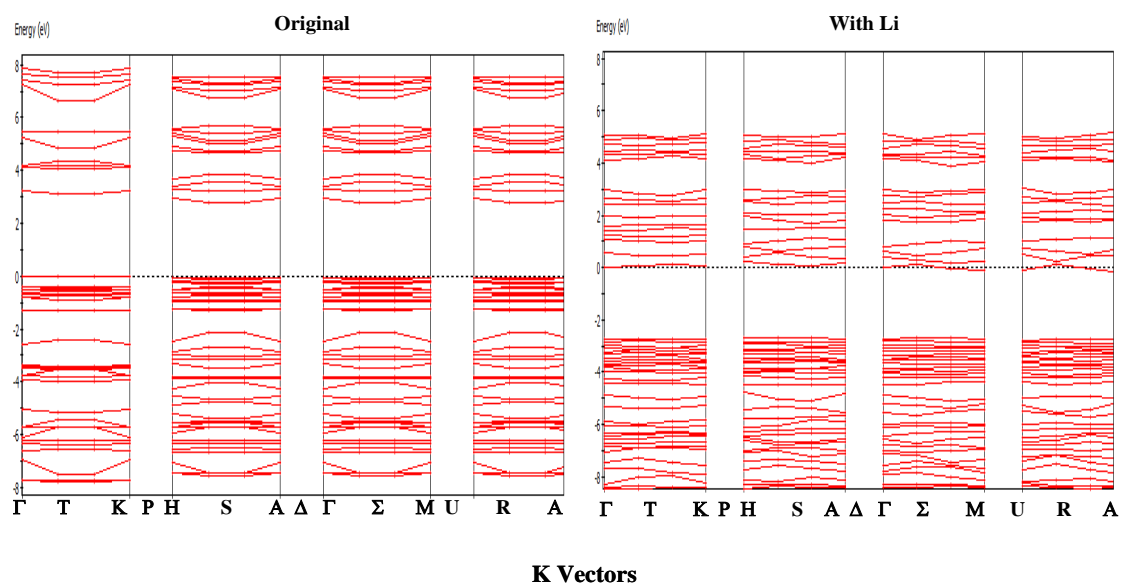 Original
With Li
Energy (eV)
Energy (eV)
8
6
4
2
0
-2
-4
-6
-8
8
6
4
2
0
-2
-4
-6
-8
Γ T K P H S A Δ Γ Σ M U R A
Γ T K P H S A Δ Γ Σ M U R A
K Vectors